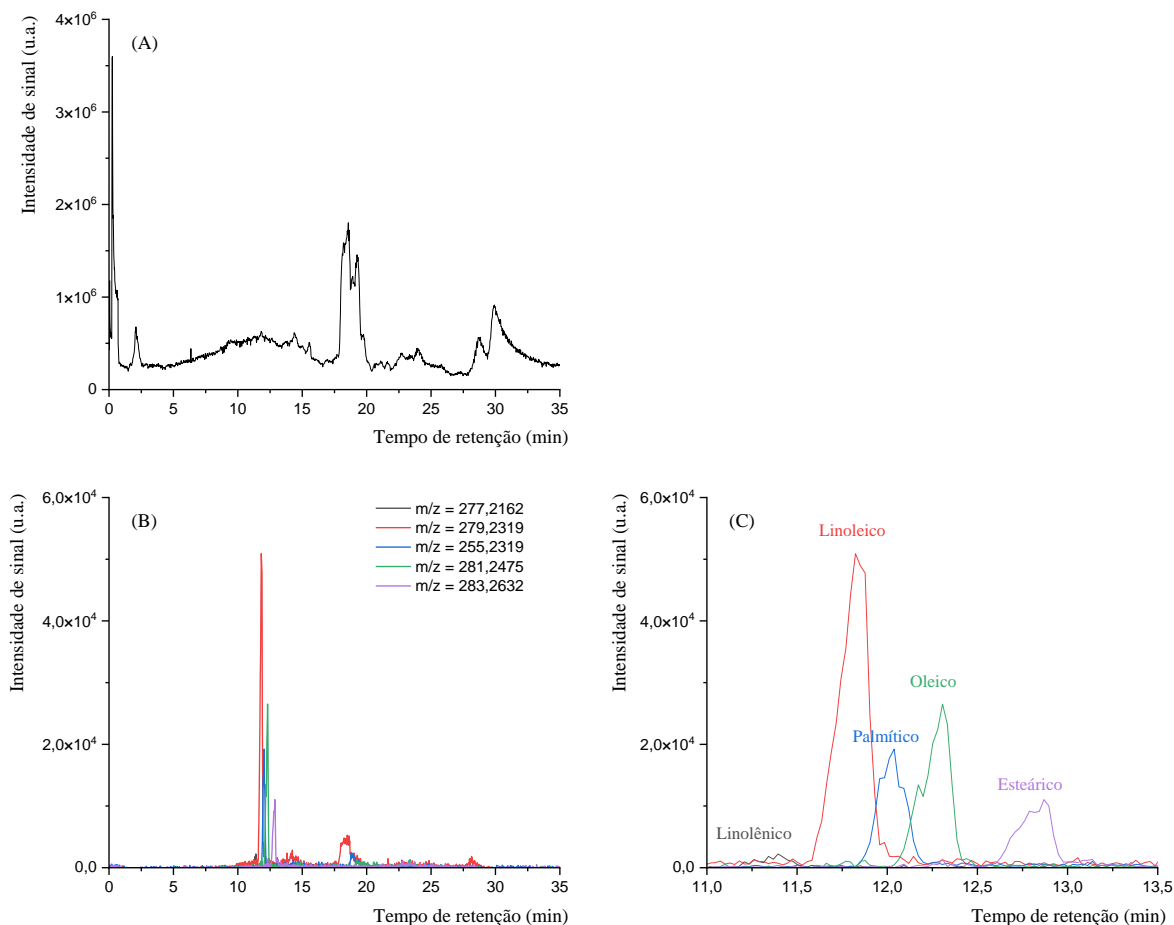 (A)
Intensidade de sinal (u.a.)
4×10⁶
3×10⁶
2×10⁶
1×10⁶
0
0 5 10 15 20 25 30 35
Tempo de retenção (min)
(B)
Intensidade de sinal (u.a.)
6,0×10⁴
4,0×10⁴
2,0×10⁴
0,0
m/z = 277,2162
m/z = 279,2319
m/z = 255,2319
m/z = 281,2475
m/z = 283,2632
0 5 10 15 20 25 30 35
Tempo de retenção (min)
(C)
Intensidade de sinal (u.a.)
6,0×10⁴
4,0×10⁴
2,0×10⁴
0,0
Linoleico
Oleico
Palmítico
Esteárico
Linolênico
11,0 11,5 12,0 12,5 13,0 13,5
Tempo de retenção (min)